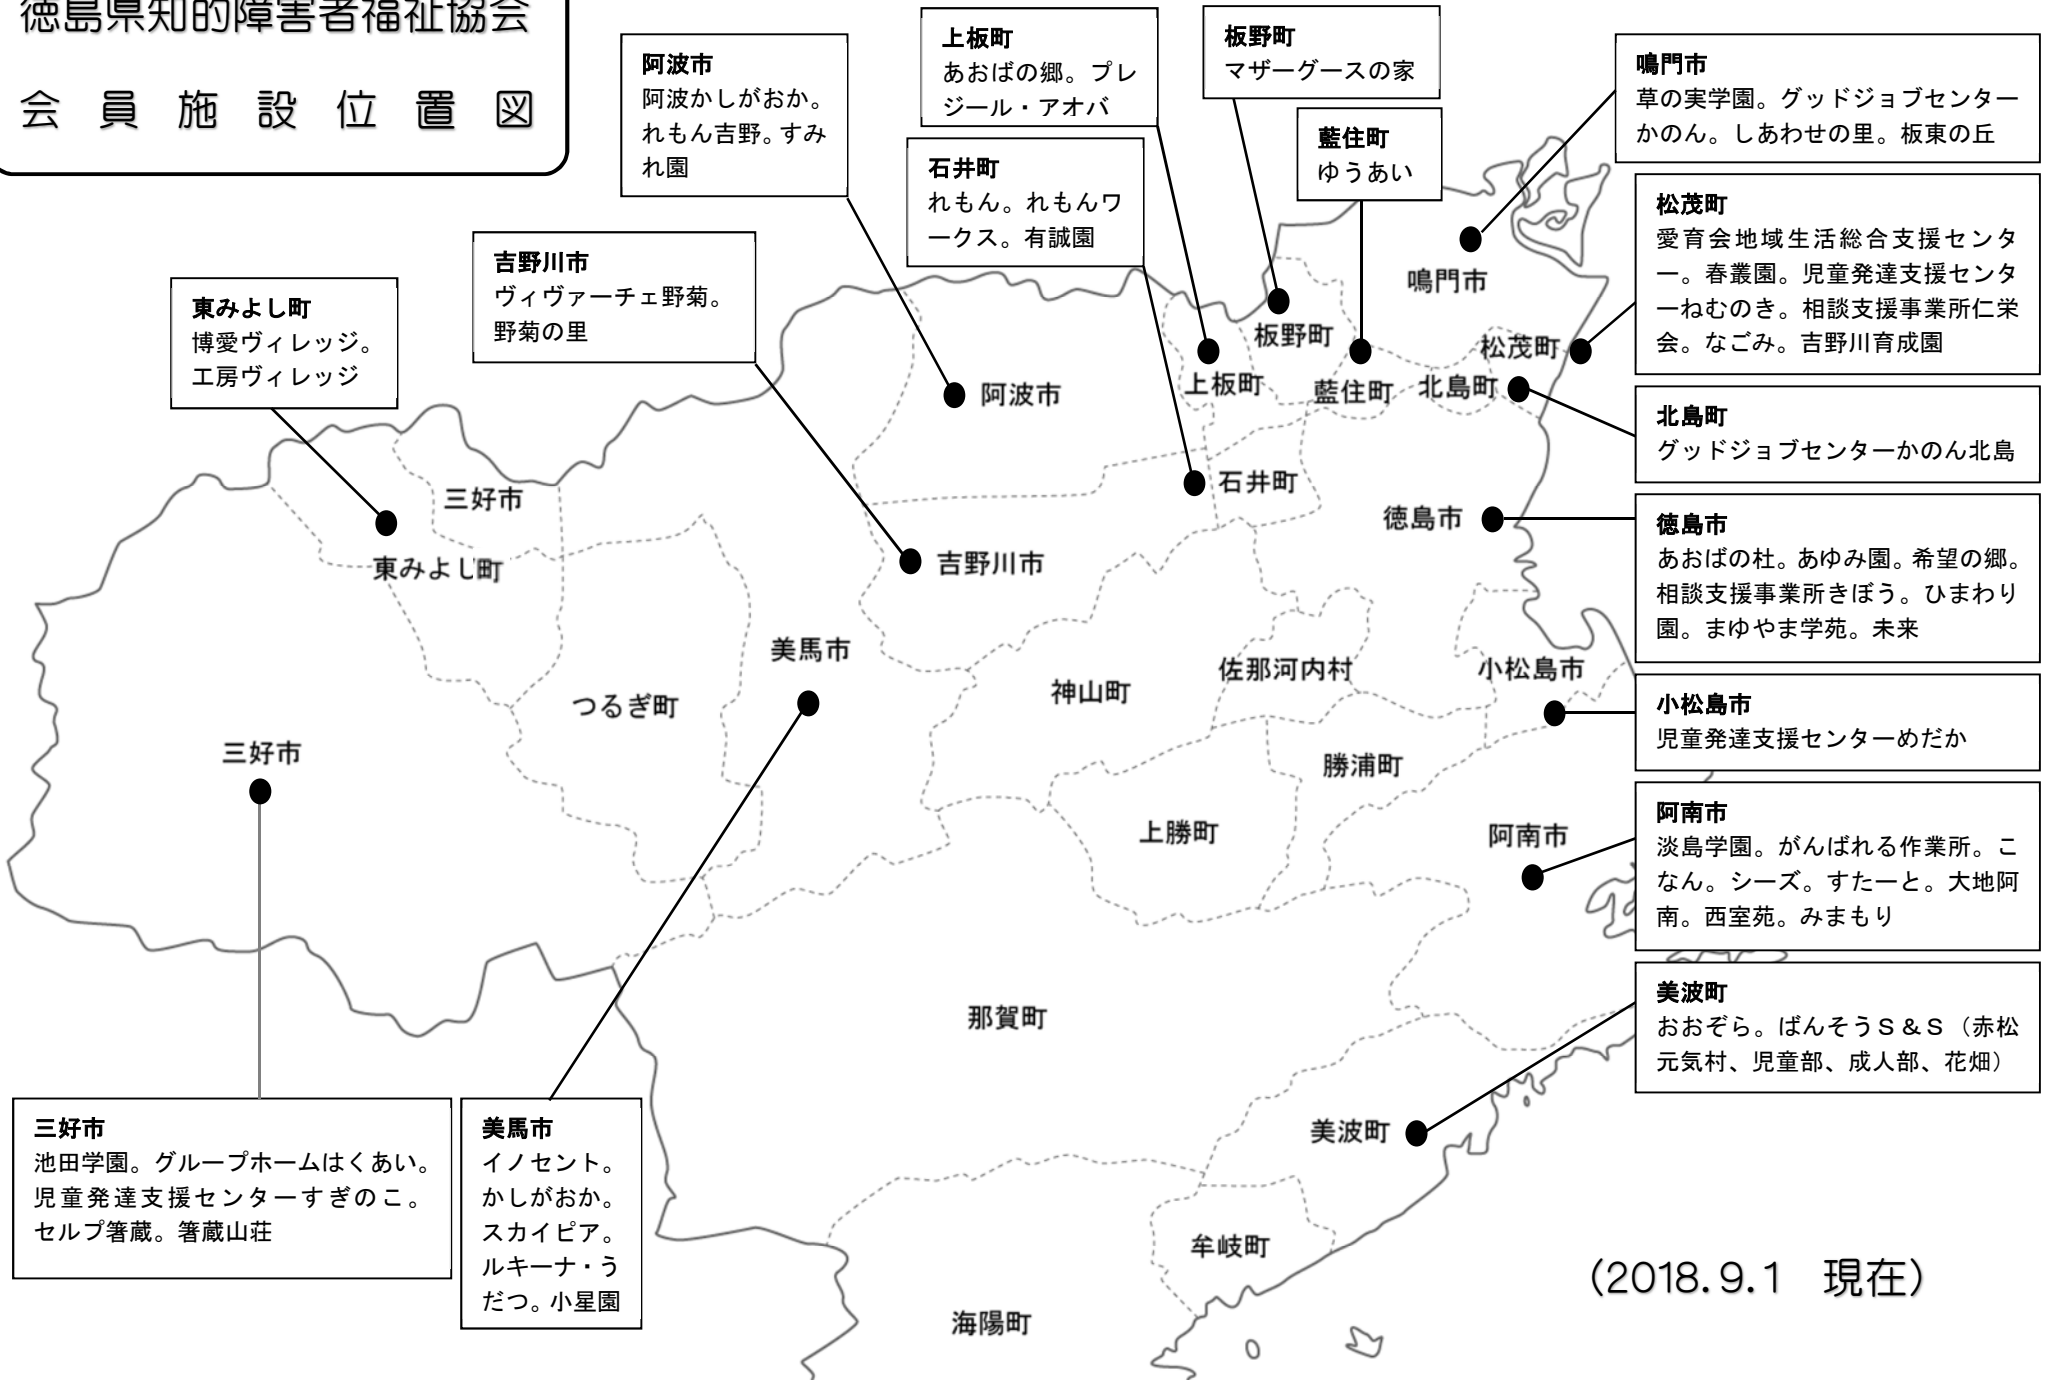 徳島県知的障害者福祉協会
会員施設位置図
阿波市
阿波かしがおか。
れもん吉野。すみ
れ園
上板町
あおばの郷。プレ
ジール・アオバ
板野町
マザーグースの家
鳴門市
草の実学園。グッドジョブセンター
かのん。しあわせの里。板東の丘
藍住町
ゆうあい
石井町
れもん。れもんワ
ークス。有誠園
松茂町
愛育会地域生活総合支援センタ
ー。春叢園。児童発達支援センタ
ーねむのき。相談支援事業所仁栄
会。なごみ。吉野川育成園
吉野川市
ヴィヴァーチェ野菊。
野菊の里
東みよし町
博愛ヴィレッジ。
工房ヴィレッジ
北島町
グッドジョブセンターかのん北島
徳島市
あおばの杜。あゆみ園。希望の郷。
相談支援事業所きぼう。ひまわり
園。まゆやま学苑。未来
小松島市
児童発達支援センターめだか
阿南市
淡島学園。がんばれる作業所。こ
なん。シーズ。すたーと。大地阿
南。西室苑。みまもり
美波町
おおぞら。ばんそうS&S（赤松
元気村、児童部、成人部、花畑）
三好市
池田学園。グループホームはくあい。
児童発達支援センターすぎのこ。
セルプ箸蔵。箸蔵山荘
美馬市
イノセント。
かしがおか。
スカイピア。
ルキーナ・う
だつ。小星園
鳴門市
板野町
松茂町
上板町
藍住町
北島町
阿波市
石井町
三好市
徳島市
吉野川市
東みよし町
美馬市
佐那河内村
小松島市
神山町
つるぎ町
三好市
勝浦町
上勝町
阿南市
那賀町
美波町
牟岐町
海陽町
(2018.9.1　現在)